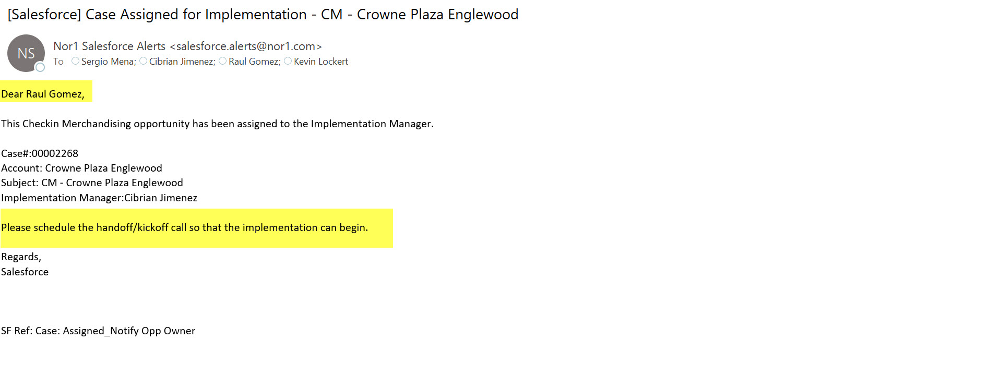 [Salesforce] Case Assigned for Implementation - CM - Crowne Plaza Englewood
NS
Nor1 Salesforce Alerts <salesforce.alerts@nor1.com>
To Sergio Mena; Cibrian Jimenez; Raul Gomez; Kevin Lockert
Dear Raul Gomez,
This Checkin Merchandising opportunity has been assigned to the Implementation Manager.
Case#:00002268
Account: Crowne Plaza Englewood
Subject: CM - Crowne Plaza Englewood
Implementation Manager:Cibrian Jimenez
Please schedule the handoff/kickoff call so that the implementation can begin.
Regards,
Salesforce
SF Ref: Case: Assigned_Notify Opp Owner